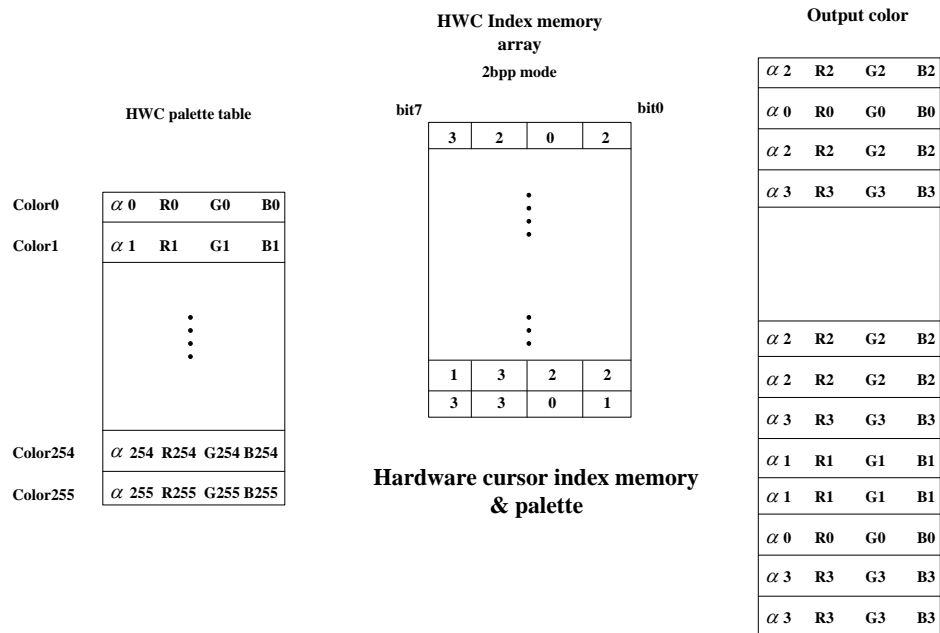 HWC Index memory
array
2bpp mode
bit7 bit0
3 2 0 2
1 3 2 2
3 3 0 1
HWC palette table
Color0 α 0 R0 G0 B0
Color1 α 1 R1 G1 B1
Color254 α 254 R254 G254 B254
Color255 α 255 R255 G255 B255
Hardware cursor index memory
& palette
Output color
α 2 R2 G2 B2
α 0 R0 G0 B0
α 2 R2 G2 B2
α 3 R3 G3 B3
α 2 R2 G2 B2
α 2 R2 G2 B2
α 3 R3 G3 B3
α 1 R1 G1 B1
α 1 R1 G1 B1
α 0 R0 G0 B0
α 3 R3 G3 B3
α 3 R3 G3 B3